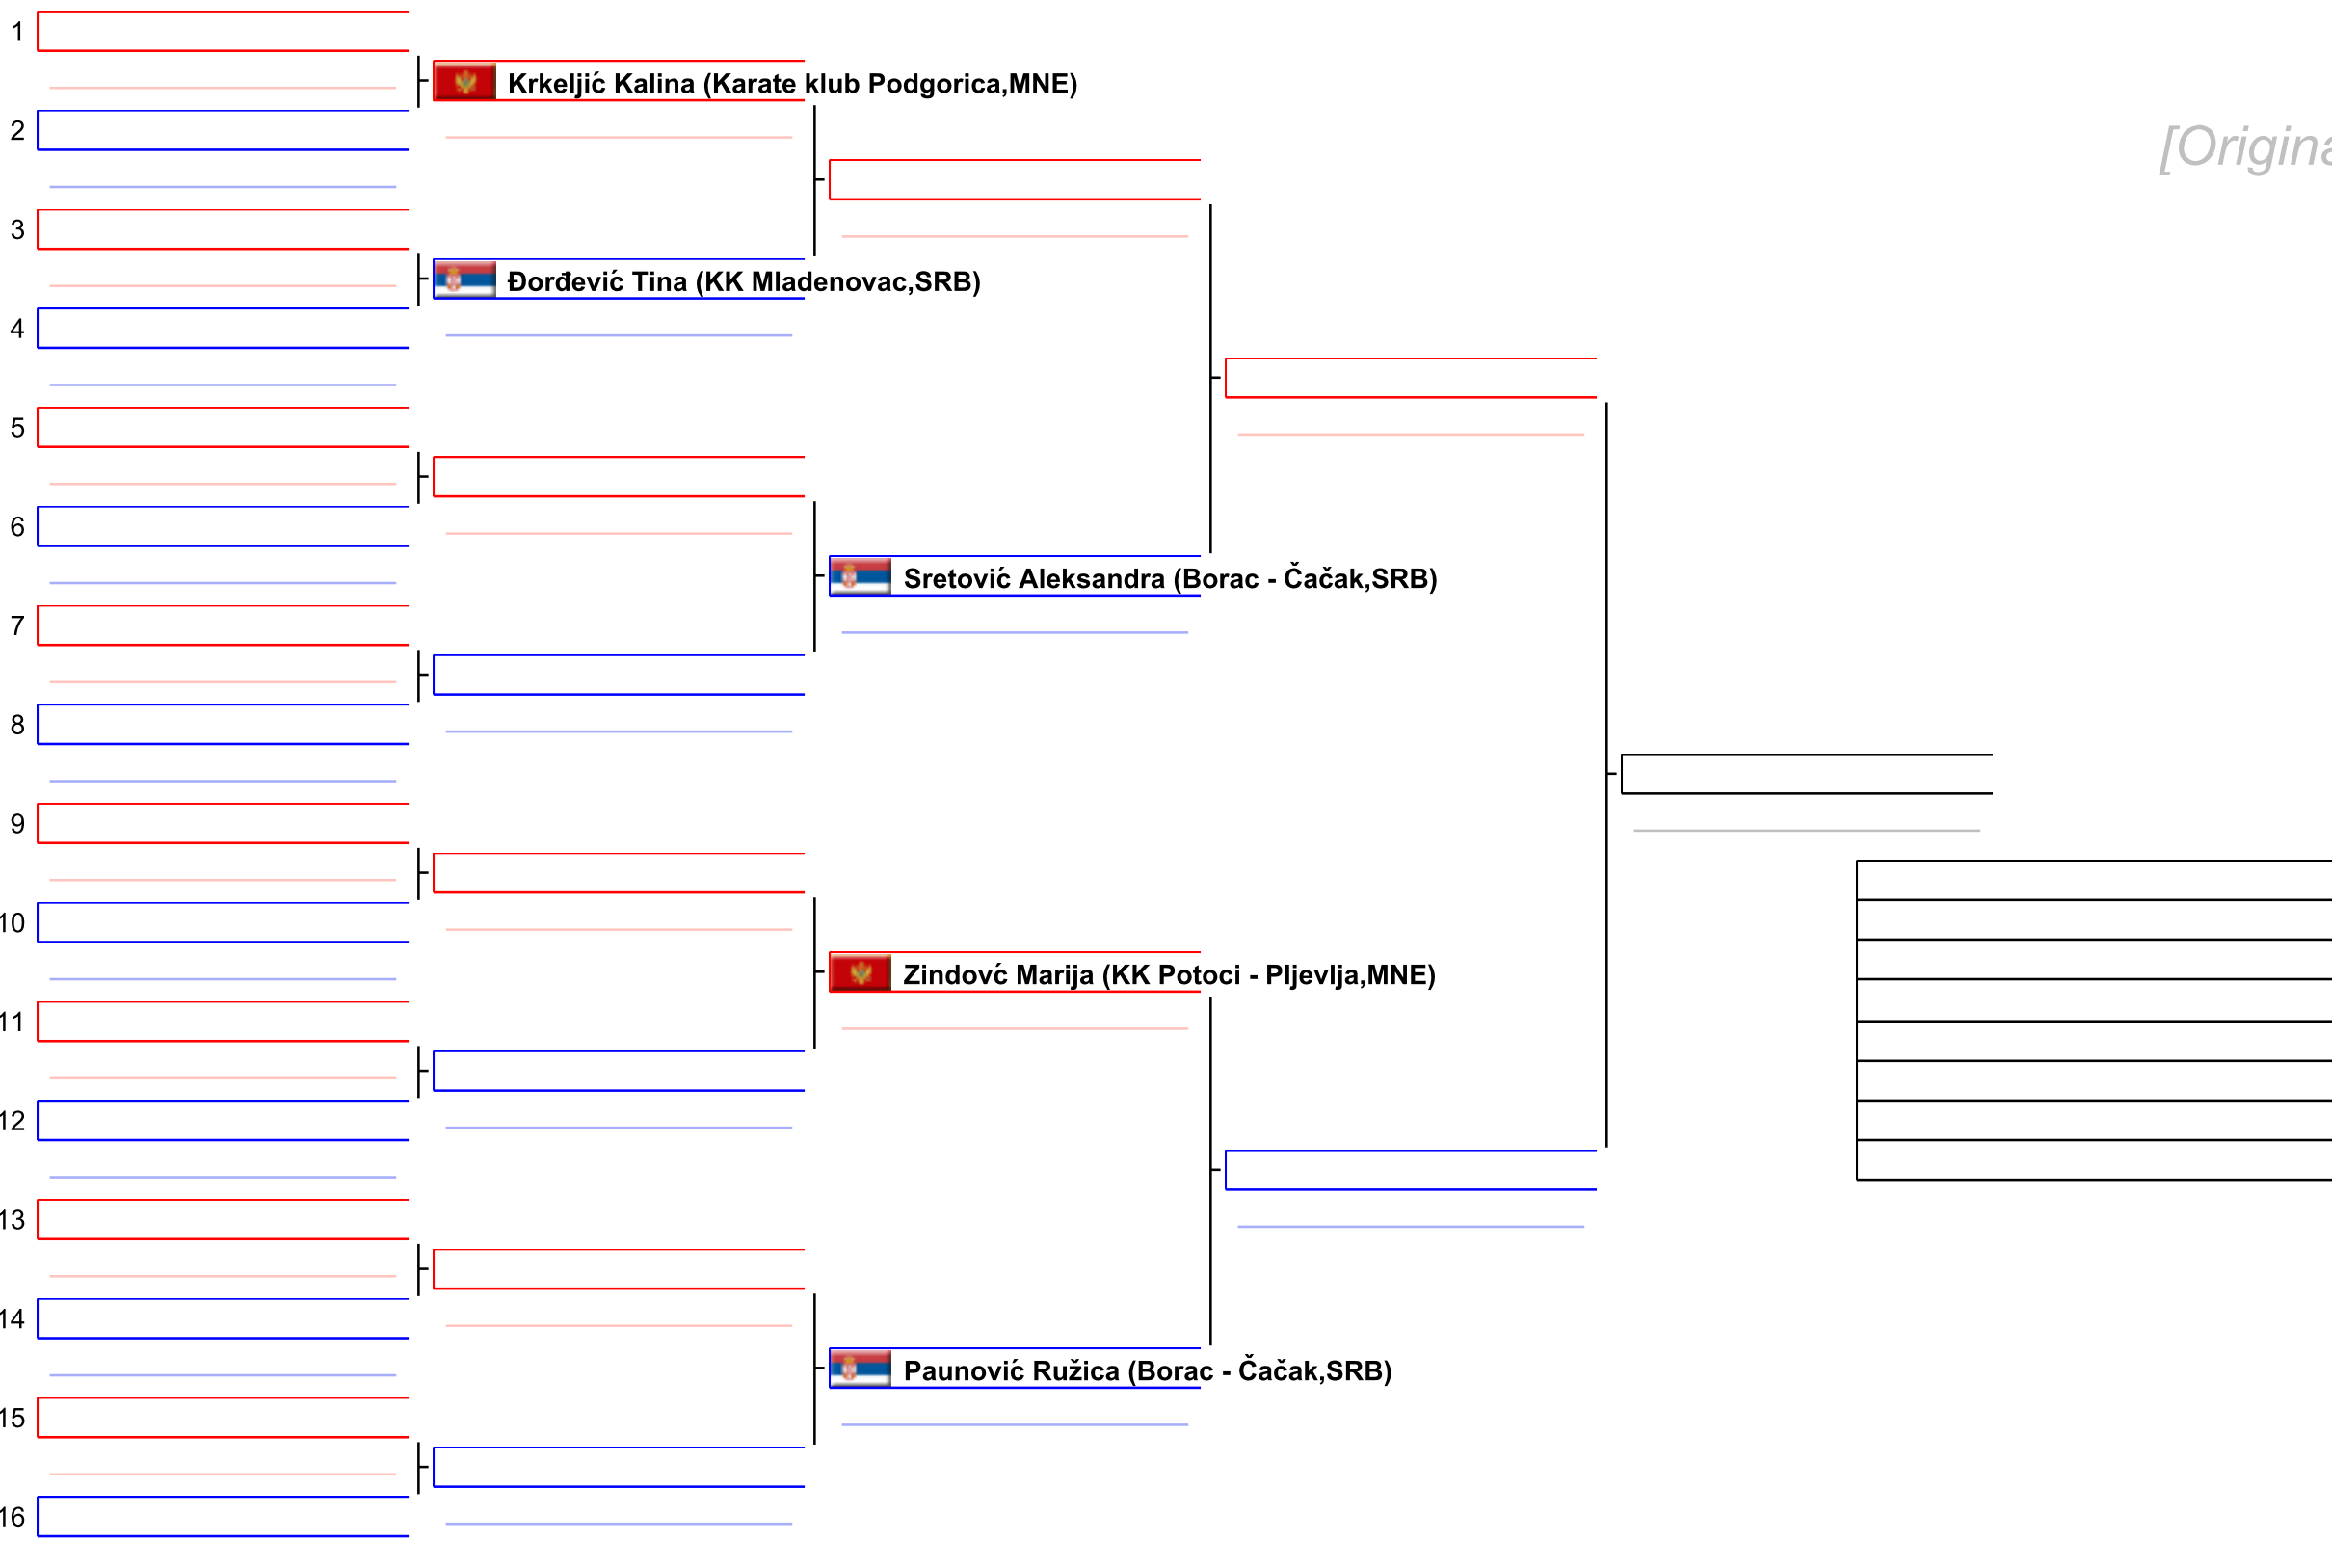 1
Krkeljić Kalina (Karate klub Podgorica,MNE)
2
[Origina
3
Đorđević Tina (KK Mladenovac,SRB)
4
5
6
Sretović Aleksandra (Borac - Čačak,SRB)
7
8
9
10
Zindovć Marija (KK Potoci - Pljevlja,MNE)
11
12
13
14
Paunović Ružica (Borac - Čačak,SRB)
15
16